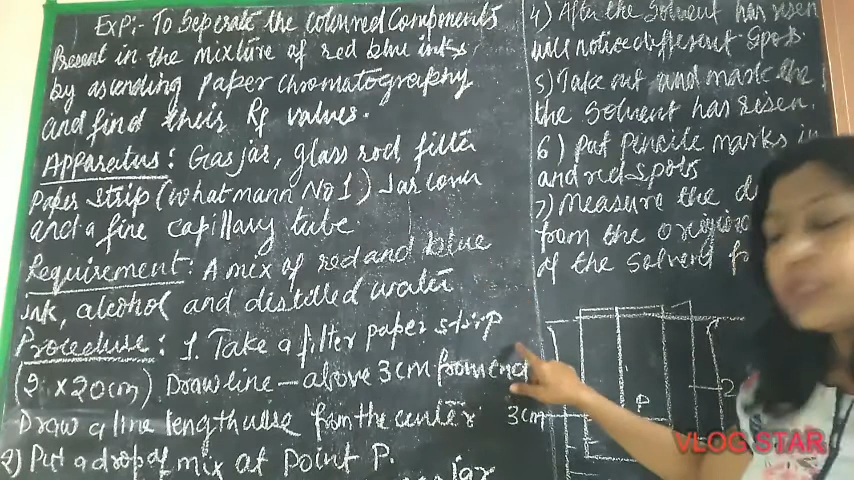 Exp:- To Seperate the Coloured Components
Present in the mixture of red blue inks
by ascending Paper Chromatography
and find their Rf values.
Apparatus: Gas jar, glass rod, filter
Paper Strip (whatmann No 1) Jar cover
and a fine capillary tube
Requirement: A mix of red and blue
ink, alcohol and distilled water
Procedure: 1. Take a filter paper strip
(2 × 20cm). Draw line – above 3cm from end
Draw a line lengthwise from the center
2) Put a drop of mix at point P.
jar
4) After the Solvent has risen
will notice different Spots
5) Take out and mark the
the Solvent has risen.
6) Put Pencile marks in
and red spots
7) Measure the
from the
of the Solvent
3cm
P
2
VLOG STAR